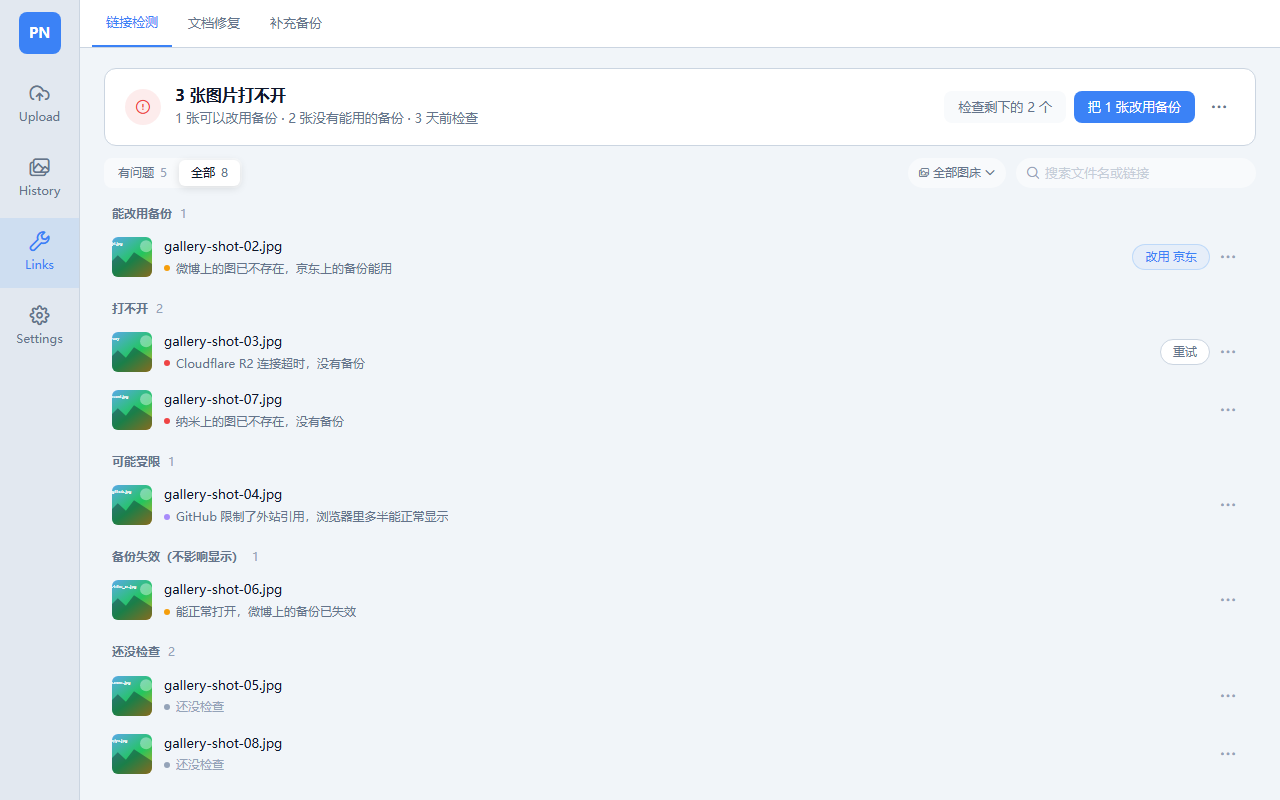 PN
Upload
History
Links
Settings
链接检测
文档修复
补充备份
3 张图片打不开
1 张可以改用备份 · 2 张没有能用的备份 · 3 天前检查
检查剩下的 2 个
把 1 张改用备份
有问题 5
全部 8
全部图床
搜索文件名或链接
能改用备份 1
gallery-shot-02.jpg
微博上的图已不存在，京东上的备份能用
改用 京东
打不开 2
gallery-shot-03.jpg
Cloudflare R2 连接超时，没有备份
重试
gallery-shot-07.jpg
纳米上的图已不存在，没有备份
可能受限 1
gallery-shot-04.jpg
GitHub 限制了外站引用，浏览器里多半能正常显示
备份失效（不影响显示） 1
gallery-shot-06.jpg
能正常打开，微博上的备份已失效
还没检查 2
gallery-shot-05.jpg
还没检查
gallery-shot-08.jpg
还没检查